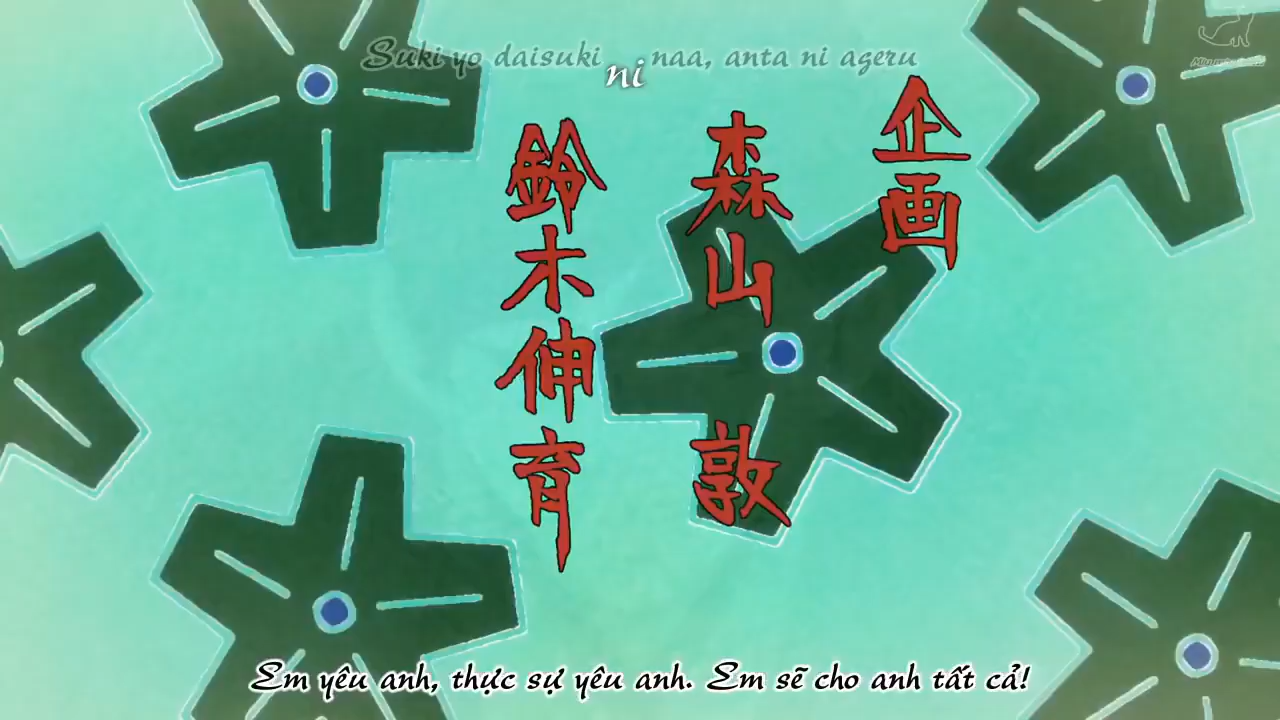 Suki yo daisuki ni naa, anta ni ageru
企画
森山 敦
鈴木伸育
Em yêu anh, thực sự yêu anh. Em sẽ cho anh tất cả!